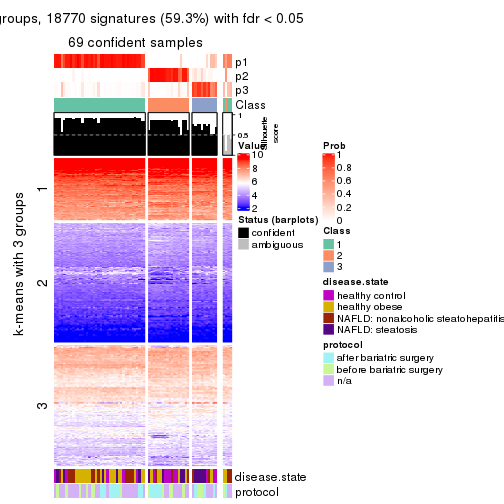 groups, 18770 signatures (59.3%) with fdr < 0.05
69 confident samples
p1
p2
p3
Class
1
0.5
0
Silhouette
score
k-means with 3 groups
1
2
3
Value
10
8
6
4
2
Status (barplots)
confident
ambiguous
Prob
1
0.8
0.6
0.4
0.2
0
Class
1
2
3
disease.state
healthy control
healthy obese
NAFLD: nonalcoholic steatohepatitis
NAFLD: steatosis
protocol
after bariatric surgery
before bariatric surgery
n/a
disease.state
protocol